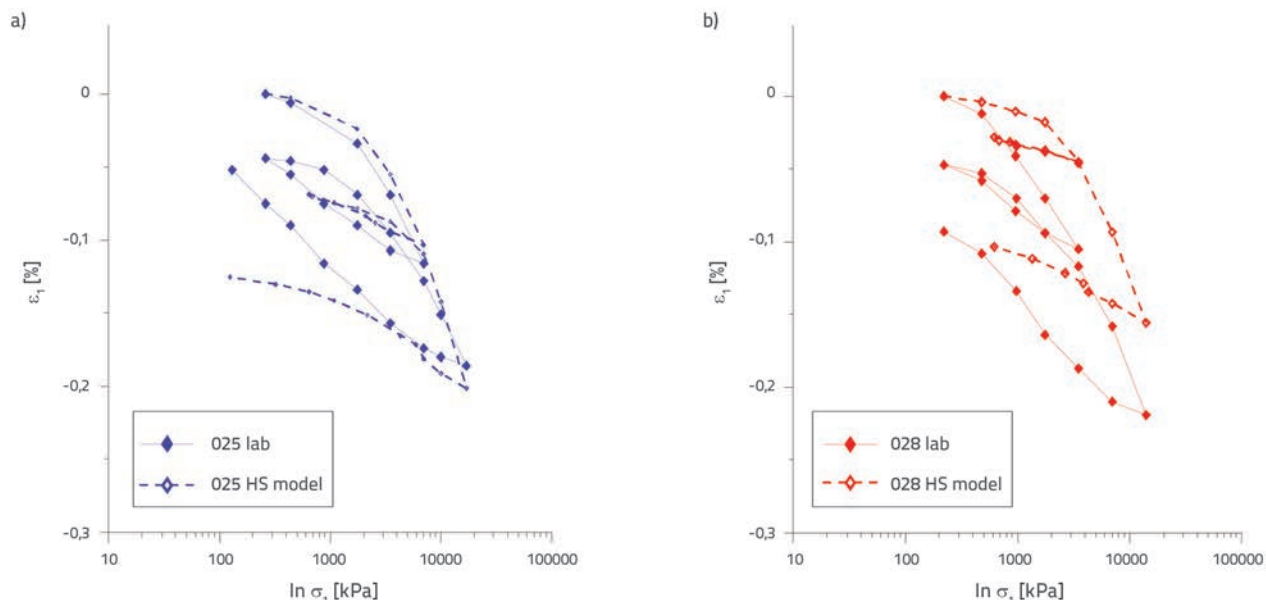 a)
0
-0,1
-0,2
-0,3
ε₁ [%]
025 lab
025 HS model
10 100 1000 10000 100000
ln σ₁ [kPa]
b)
0
-0,1
-0,2
-0,3
ε₁ [%]
028 lab
028 HS model
10 100 1000 10000 100000
ln σ₁ [kPa]